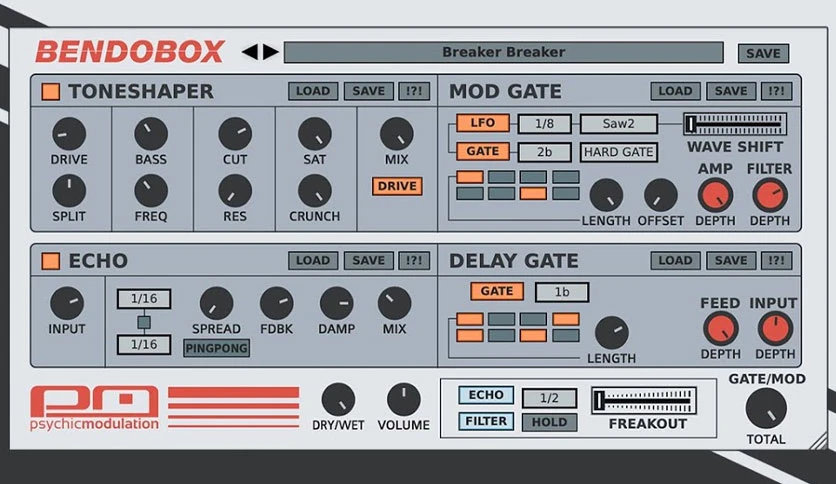 BENDOBOX
Breaker Breaker
SAVE
TONESHAPER
LOAD SAVE !?!
DRIVE BASS CUT SAT MIX
DRIVE
SPLIT FREQ RES CRUNCH
MOD GATE
LOAD SAVE !?!
LFO 1/8 Saw2
WAVE SHIFT
GATE 2b HARD GATE
AMP FILTER
LENGTH OFFSET DEPTH DEPTH
ECHO
LOAD SAVE !?!
1/16
INPUT SPREAD FDBK DAMP MIX
1/16 PINGPONG
DELAY GATE
LOAD SAVE !?!
GATE 1b
FEED INPUT
LENGTH DEPTH DEPTH
pm
psychicmodulation
DRY/WET VOLUME
ECHO 1/2
FILTER HOLD FREAKOUT
GATE/MOD
TOTAL